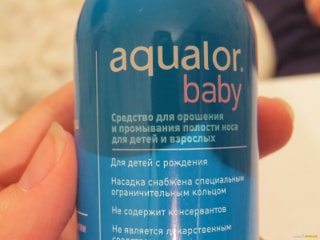 aqualor.
baby
Средство для орошения
и промывания полости носа
для детей и взрослых
Для детей с рождения
Насадка снабжена специальным
ограничительным кольцом
Не содержит консервантов
Не является лекарственным